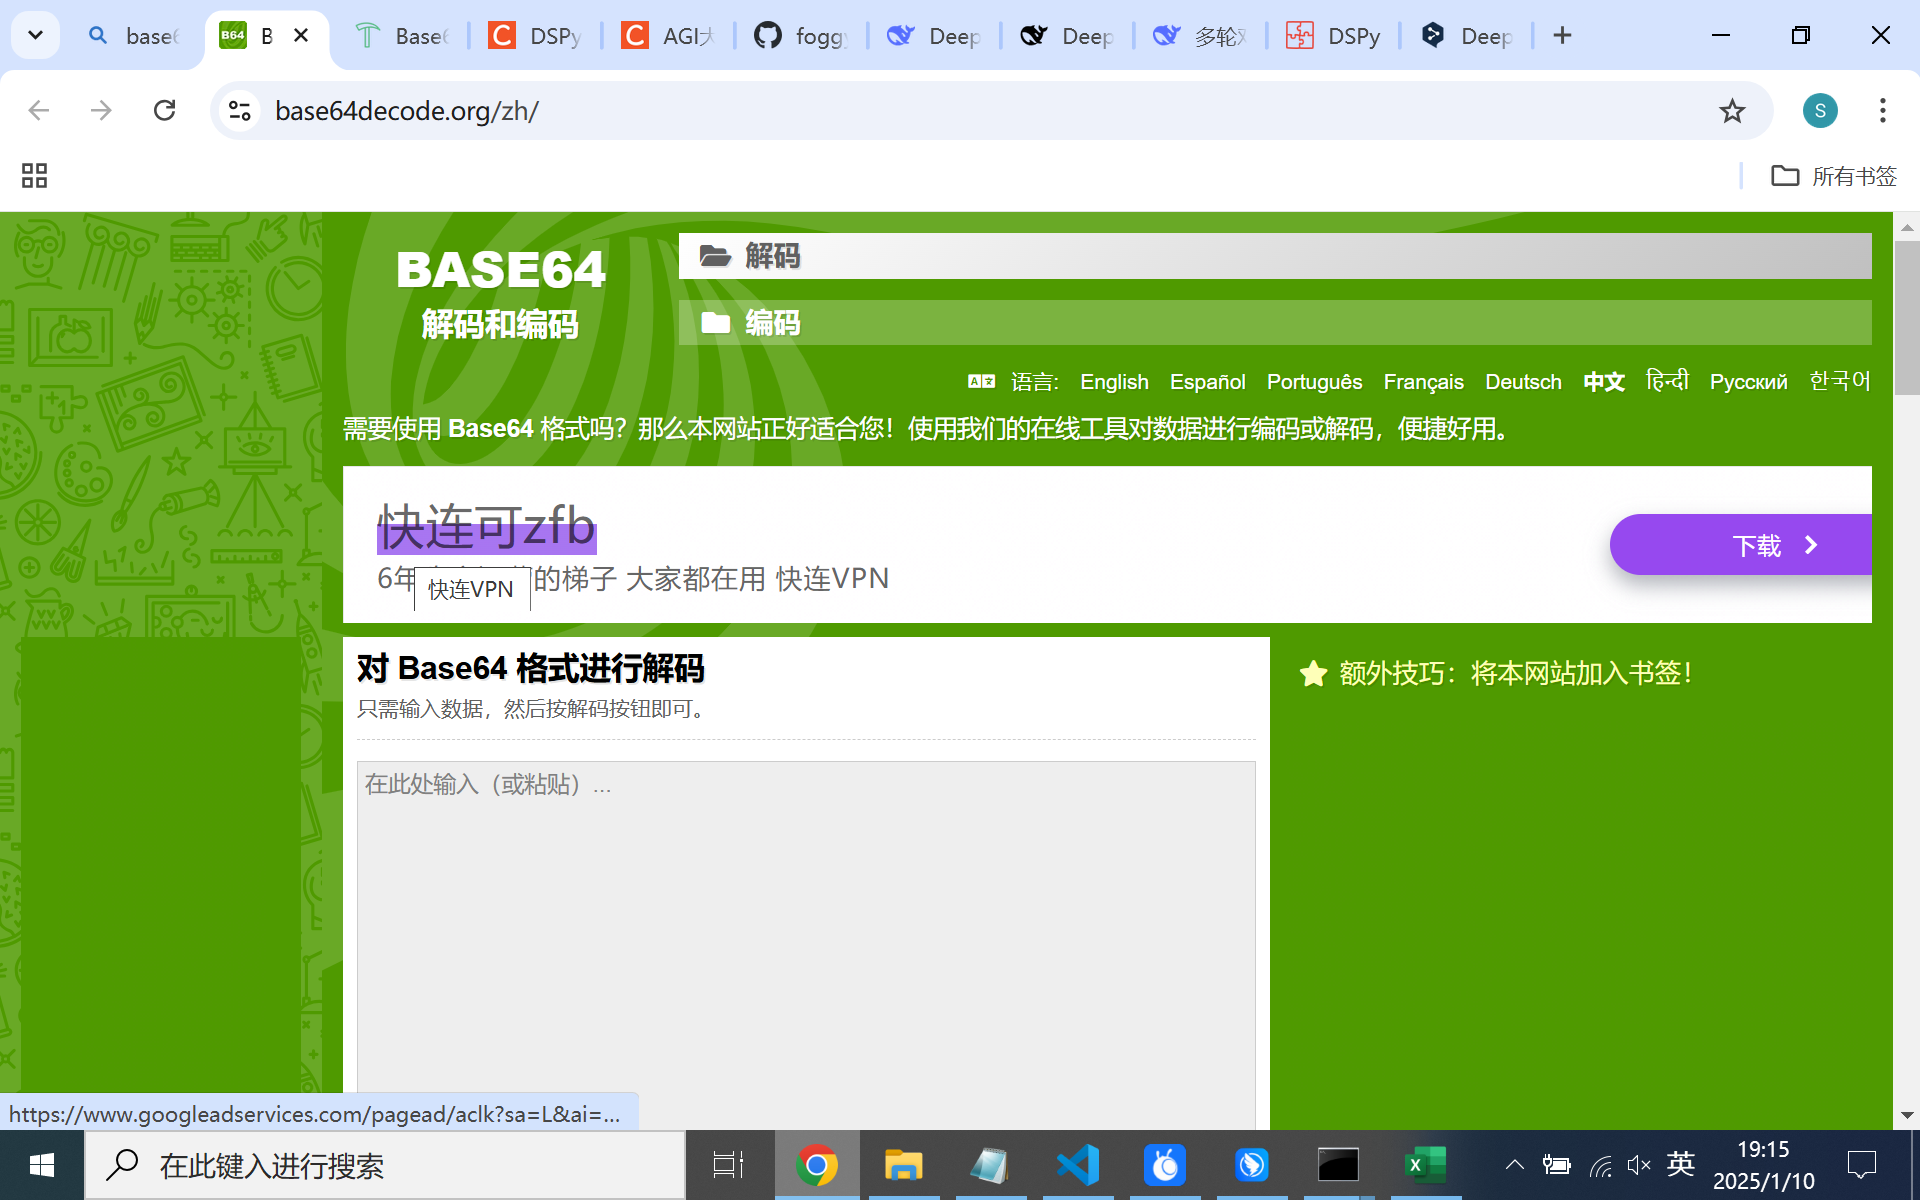 base6
B64
B
Base6
DSPy
AGI大
foggy
Deep
Deep
多轮对
DSPy
Deep
base64decode.org/zh/
S
所有书签
BASE64
解码和编码
解码
编码
语言:
English
Español
Português
Français
Deutsch
中文
हिन्दी
Русский
한국어
需要使用 Base64 格式吗？那么本网站正好适合您！使用我们的在线工具对数据进行编码或解码，便捷好用。
快连可zfb
6年
的梯子 大家都在用 快连VPN
快连VPN
下载
对 Base64 格式进行解码
只需输入数据，然后按解码按钮即可。
额外技巧：将本网站加入书签！
在此处输入（或粘贴）...
https://www.googleadservices.com/pagead/aclk?sa=L&ai=...
在此键入进行搜索
英
19:15
2025/1/10